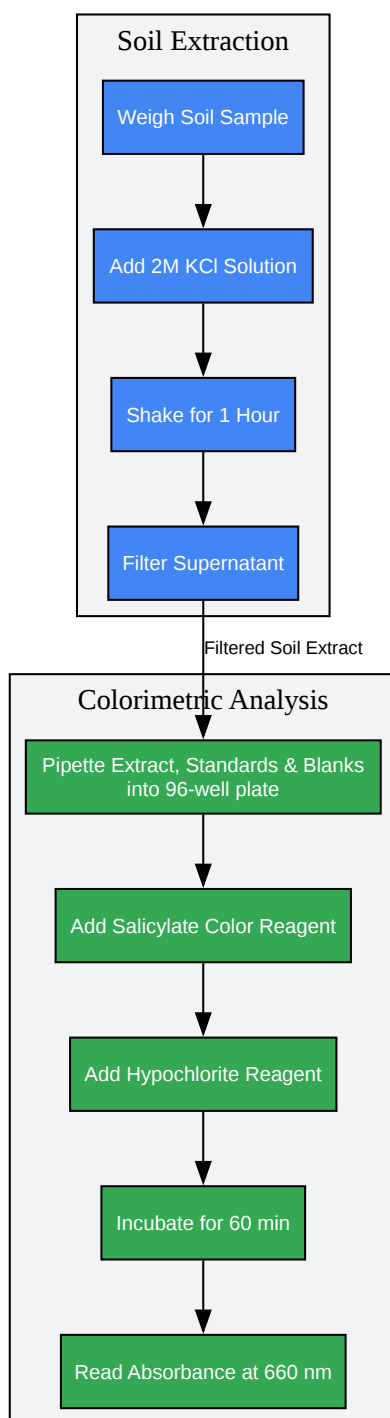 Soil Extraction
Weigh Soil Sample
Add 2M KCl Solution
Shake for 1 Hour
Filter Supernatant
Filtered Soil Extract
Colorimetric Analysis
Pipette Extract, Standards & Blanks
into 96-well plate
Add Salicylate Color Reagent
Add Hypochlorite Reagent
Incubate for 60 min
Read Absorbance at 660 nm